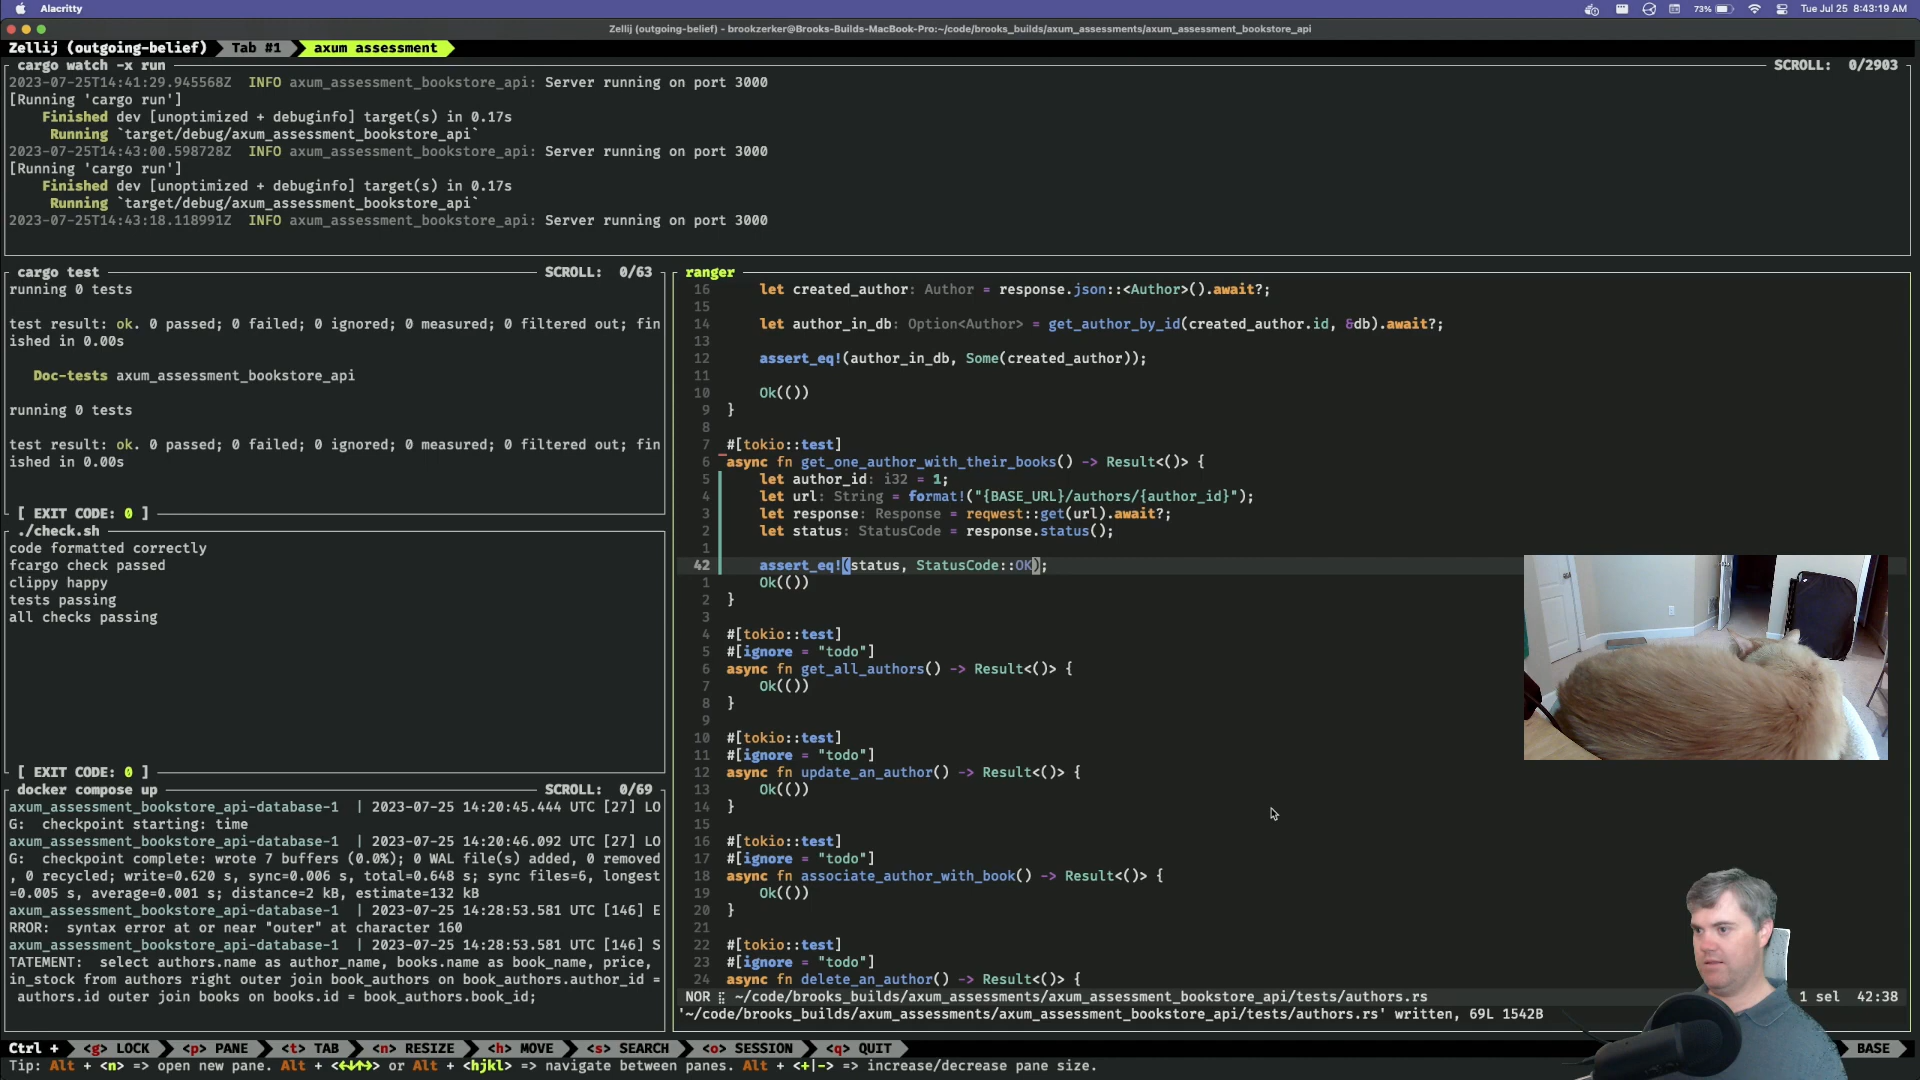 Alacritty
73%
Tue Jul 25 8:43:19 AM
Zellij (outgoing-belief) - brookzerker@Brooks-Builds-MacBook-Pro:~/code/brooks_builds/axum_assessments/axum_assessment_bookstore_api
Zellij (outgoing-belief) Tab #1 axum assessment
cargo watch -x run SCROLL: 0/2903
2023-07-25T14:41:29.945568Z INFO axum_assessment_bookstore_api: Server running on port 3000
[Running 'cargo run']
Finished dev [unoptimized + debuginfo] target(s) in 0.17s
Running `target/debug/axum_assessment_bookstore_api`
2023-07-25T14:43:00.598728Z INFO axum_assessment_bookstore_api: Server running on port 3000
[Running 'cargo run']
Finished dev [unoptimized + debuginfo] target(s) in 0.17s
Running `target/debug/axum_assessment_bookstore_api`
2023-07-25T14:43:18.118991Z INFO axum_assessment_bookstore_api: Server running on port 3000
cargo test SCROLL: 0/63
running 0 tests
test result: ok. 0 passed; 0 failed; 0 ignored; 0 measured; 0 filtered out; fin
ished in 0.00s
Doc-tests axum_assessment_bookstore_api
running 0 tests
test result: ok. 0 passed; 0 failed; 0 ignored; 0 measured; 0 filtered out; fin
ished in 0.00s
[ EXIT CODE: 0 ]
./check.sh
code formatted correctly
fcargo check passed
clippy happy
tests passing
all checks passing
[ EXIT CODE: 0 ]
docker compose up SCROLL: 0/69
axum_assessment_bookstore_api-database-1 | 2023-07-25 14:20:45.444 UTC [27] LO
G: checkpoint starting: time
axum_assessment_bookstore_api-database-1 | 2023-07-25 14:20:46.092 UTC [27] LO
G: checkpoint complete: wrote 7 buffers (0.0%); 0 WAL file(s) added, 0 removed
, 0 recycled; write=0.620 s, sync=0.006 s, total=0.648 s; sync files=6, longest
=0.005 s, average=0.001 s; distance=2 kB, estimate=132 kB
axum_assessment_bookstore_api-database-1 | 2023-07-25 14:28:53.581 UTC [146] E
RROR: syntax error at or near "outer" at character 160
axum_assessment_bookstore_api-database-1 | 2023-07-25 14:28:53.581 UTC [146] S
TATEMENT: select authors.name as author_name, books.name as book_name, price,
in_stock from authors right outer join book_authors on book_authors.author_id =
authors.id outer join books on books.id = book_authors.book_id;
ranger
16 let created_author: Author = response.json::<Author>().await?;
15
14 let author_in_db: Option<Author> = get_author_by_id(created_author.id, &db).await?;
13
12 assert_eq!(author_in_db, Some(created_author));
11
10 Ok(())
9 }
8
7 #[tokio::test]
6 async fn get_one_author_with_their_books() -> Result<()> {
5 let author_id: i32 = 1;
4 let url: String = format!("{BASE_URL}/authors/{author_id}");
3 let response: Response = reqwest::get(url).await?;
2 let status: StatusCode = response.status();
1
42 assert_eq!(status, StatusCode::OK);
1 Ok(())
2 }
3
4 #[tokio::test]
5 #[ignore = "todo"]
6 async fn get_all_authors() -> Result<()> {
7 Ok(())
8 }
9
10 #[tokio::test]
11 #[ignore = "todo"]
12 async fn update_an_author() -> Result<()> {
13 Ok(())
14 }
15
16 #[tokio::test]
17 #[ignore = "todo"]
18 async fn associate_author_with_book() -> Result<()> {
19 Ok(())
20 }
21
22 #[tokio::test]
23 #[ignore = "todo"]
24 async fn delete_an_author() -> Result<()> {
NOR ~/code/brooks_builds/axum_assessments/axum_assessment_bookstore_api/tests/authors.rs 1 sel 42:38
'~/code/brooks_builds/axum_assessments/axum_assessment_bookstore_api/tests/authors.rs' written, 69L 1542B
Ctrl + <g> LOCK <p> PANE <t> TAB <n> RESIZE <h> MOVE <s> SEARCH <o> SESSION <q> QUIT BASE
Tip: Alt + <n> => open new pane. Alt + <←↓↑→> or Alt + <hjkl> => navigate between panes. Alt + <+|-> => increase/decrease pane size.